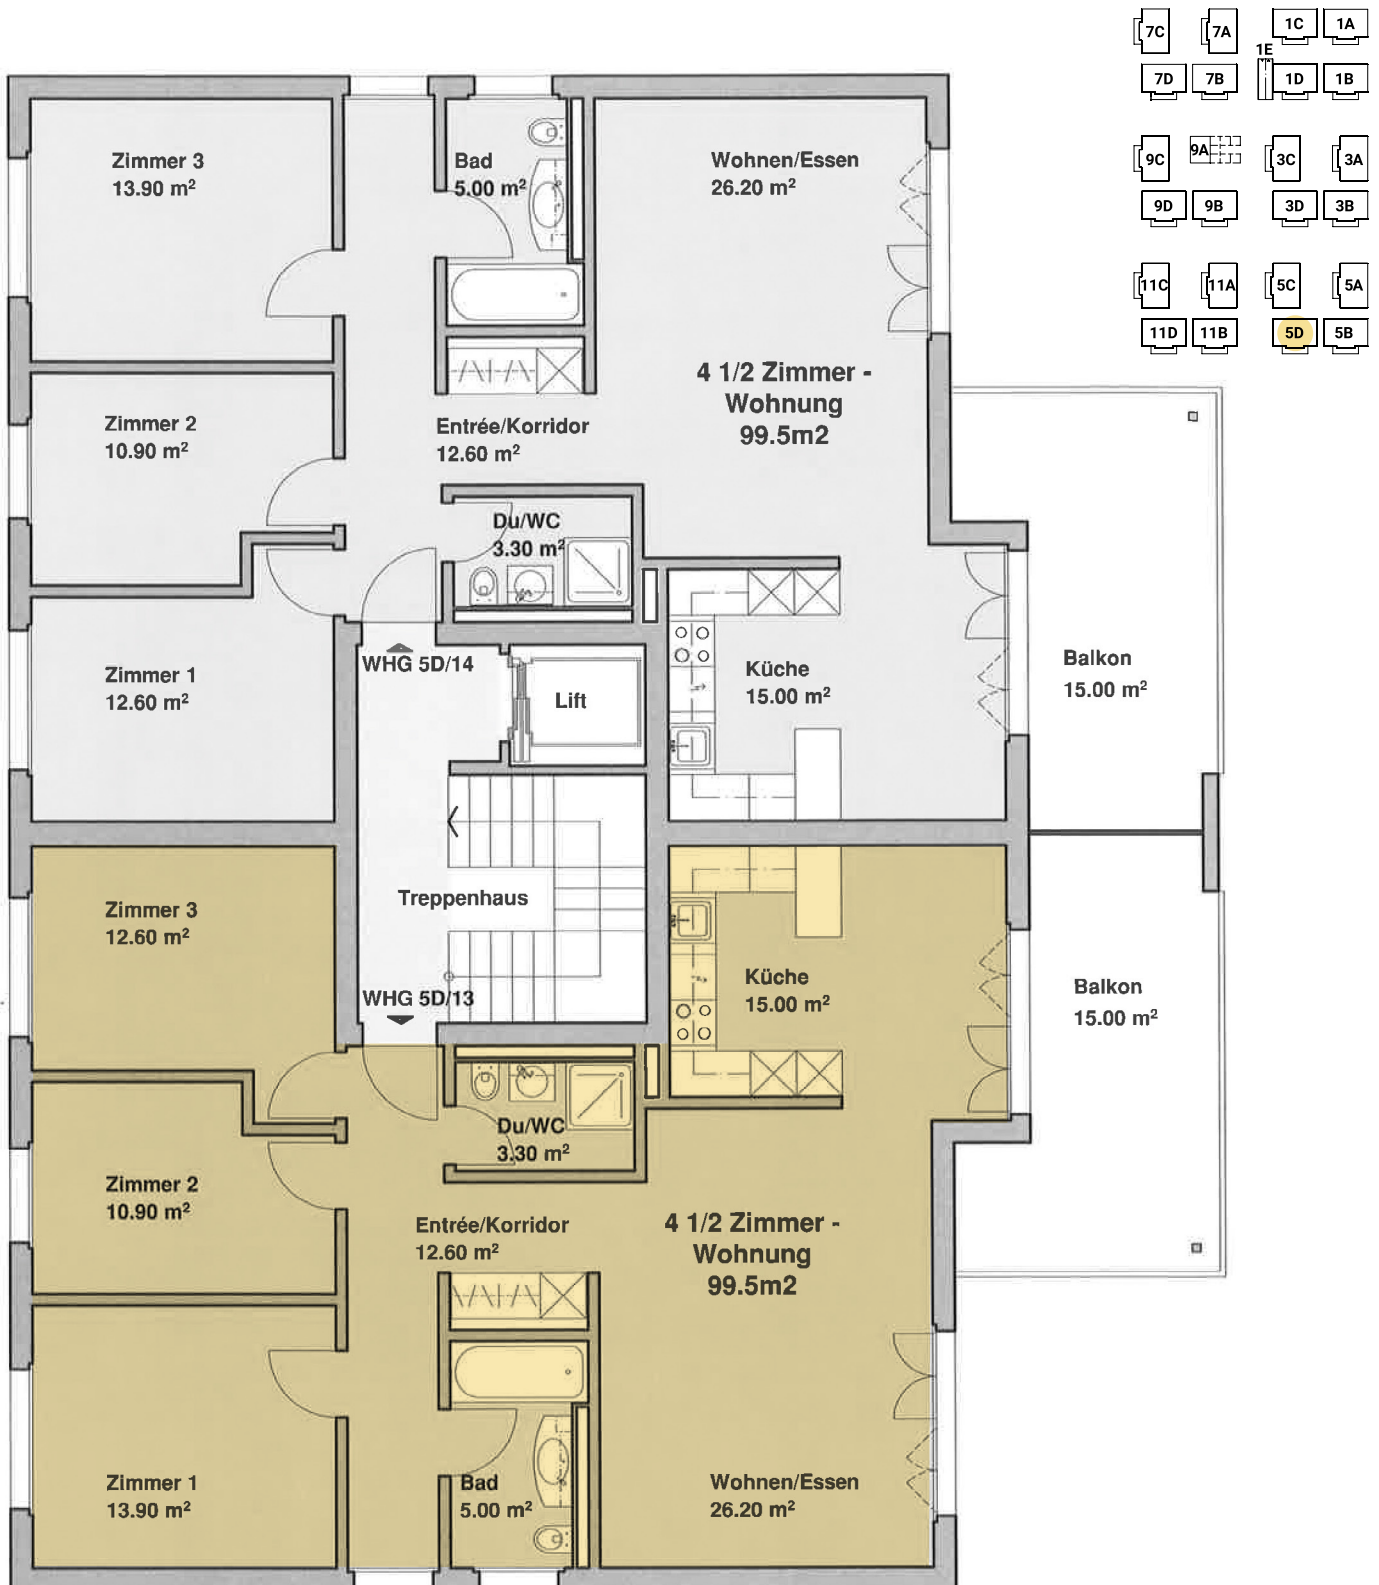 7C
7A
1C
1A
1E
7D
7B
1D
1B
9C
9A
3C
3A
9D
9B
3D
3B
11C
11A
5C
5A
11D
11B
5D
5B
Zimmer 3
13.90 m²
Bad
5.00 m²
Wohnen/Essen
26.20 m²
4 1/2 Zimmer -
Wohnung
99.5m2
Zimmer 2
10.90 m²
Entrée/Korridor
12.60 m²
Du/WC
3.30 m²
Zimmer 1
12.60 m²
WHG 5D/14
Lift
Küche
15.00 m²
Balkon
15.00 m²
Treppenhaus
Zimmer 3
12.60 m²
WHG 5D/13
Küche
15.00 m²
Balkon
15.00 m²
Du/WC
3.30 m²
Zimmer 2
10.90 m²
Entrée/Korridor
12.60 m²
4 1/2 Zimmer -
Wohnung
99.5m2
Zimmer 1
13.90 m²
Bad
5.00 m²
Wohnen/Essen
26.20 m²